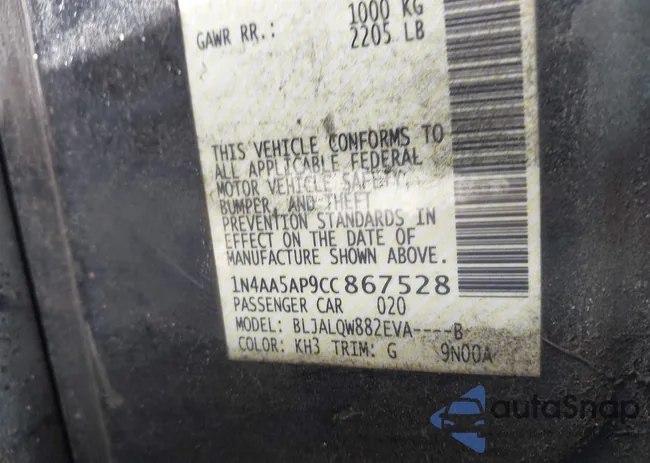 1000 KG
GAWR RR.: 2205 LB
THIS VEHICLE CONFORMS TO
ALL APPLICABLE FEDERAL
MOTOR VEHICLE SAFETY,
BUMPER, AND THEFT
PREVENTION STANDARDS IN
EFFECT ON THE DATE OF
MANUFACTURE SHOWN ABOVE.
1N4AA5AP9CC867528
PASSENGER CAR 020
MODEL: BLJALQW882EVA----B
COLOR: KH3 TRIM: G 9N00A
autoSnap